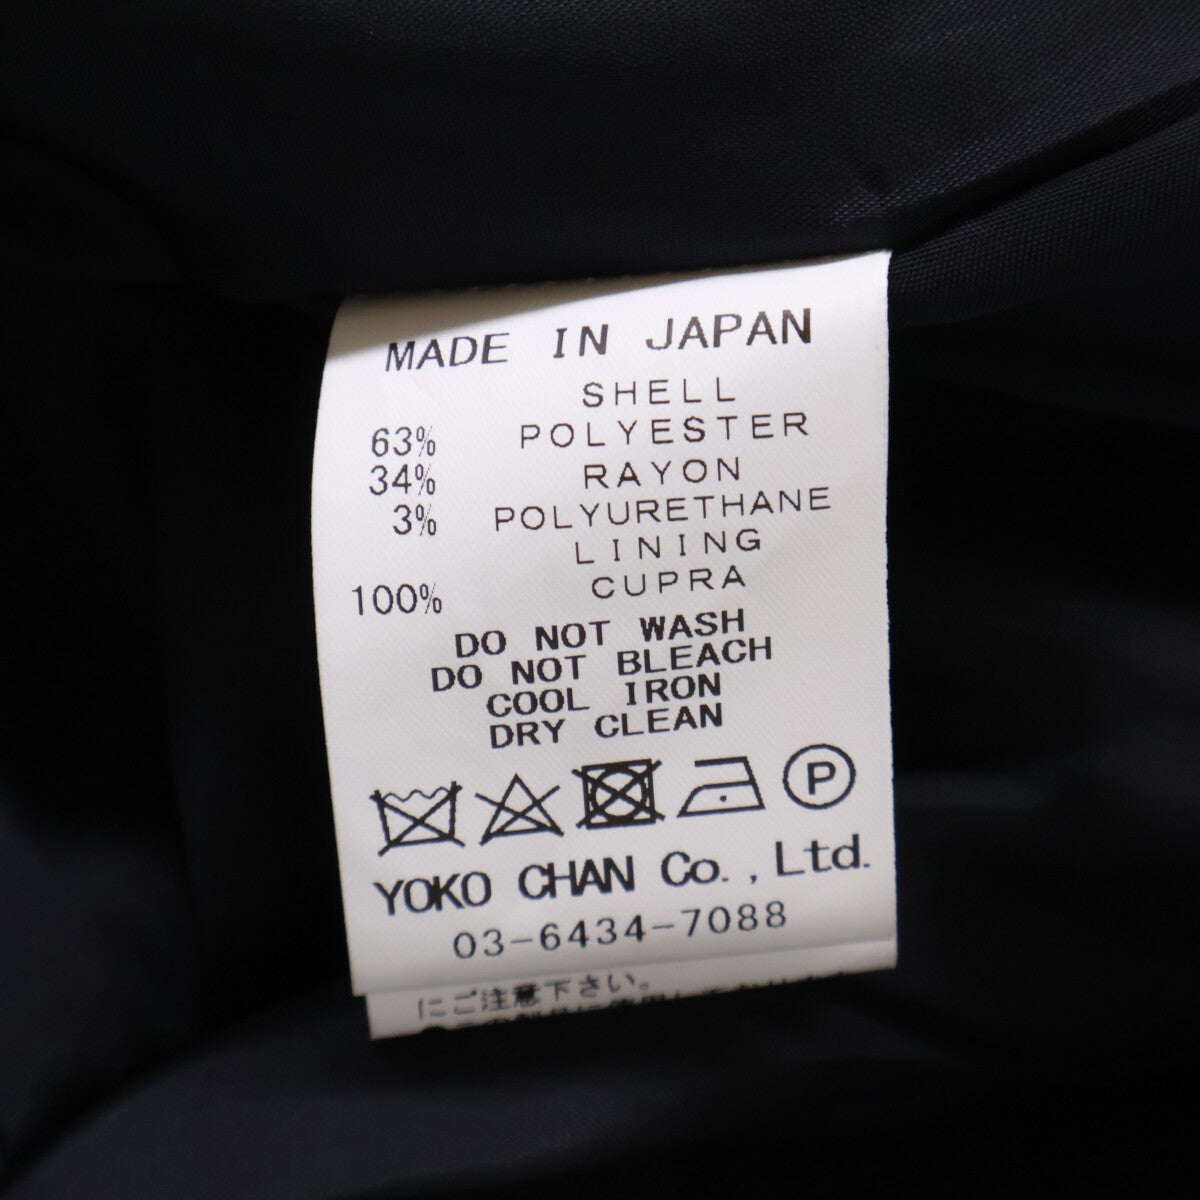 MADE IN JAPAN
SHELL
63% POLYESTER
34% RAYON
3% POLYURETHANE
LINING
100% CUPRA
DO NOT WASH
DO NOT BLEACH
COOL IRON
DRY CLEAN
P
YOKO CHAN Co., Ltd.
03-6434-7088
にご注意下さい。